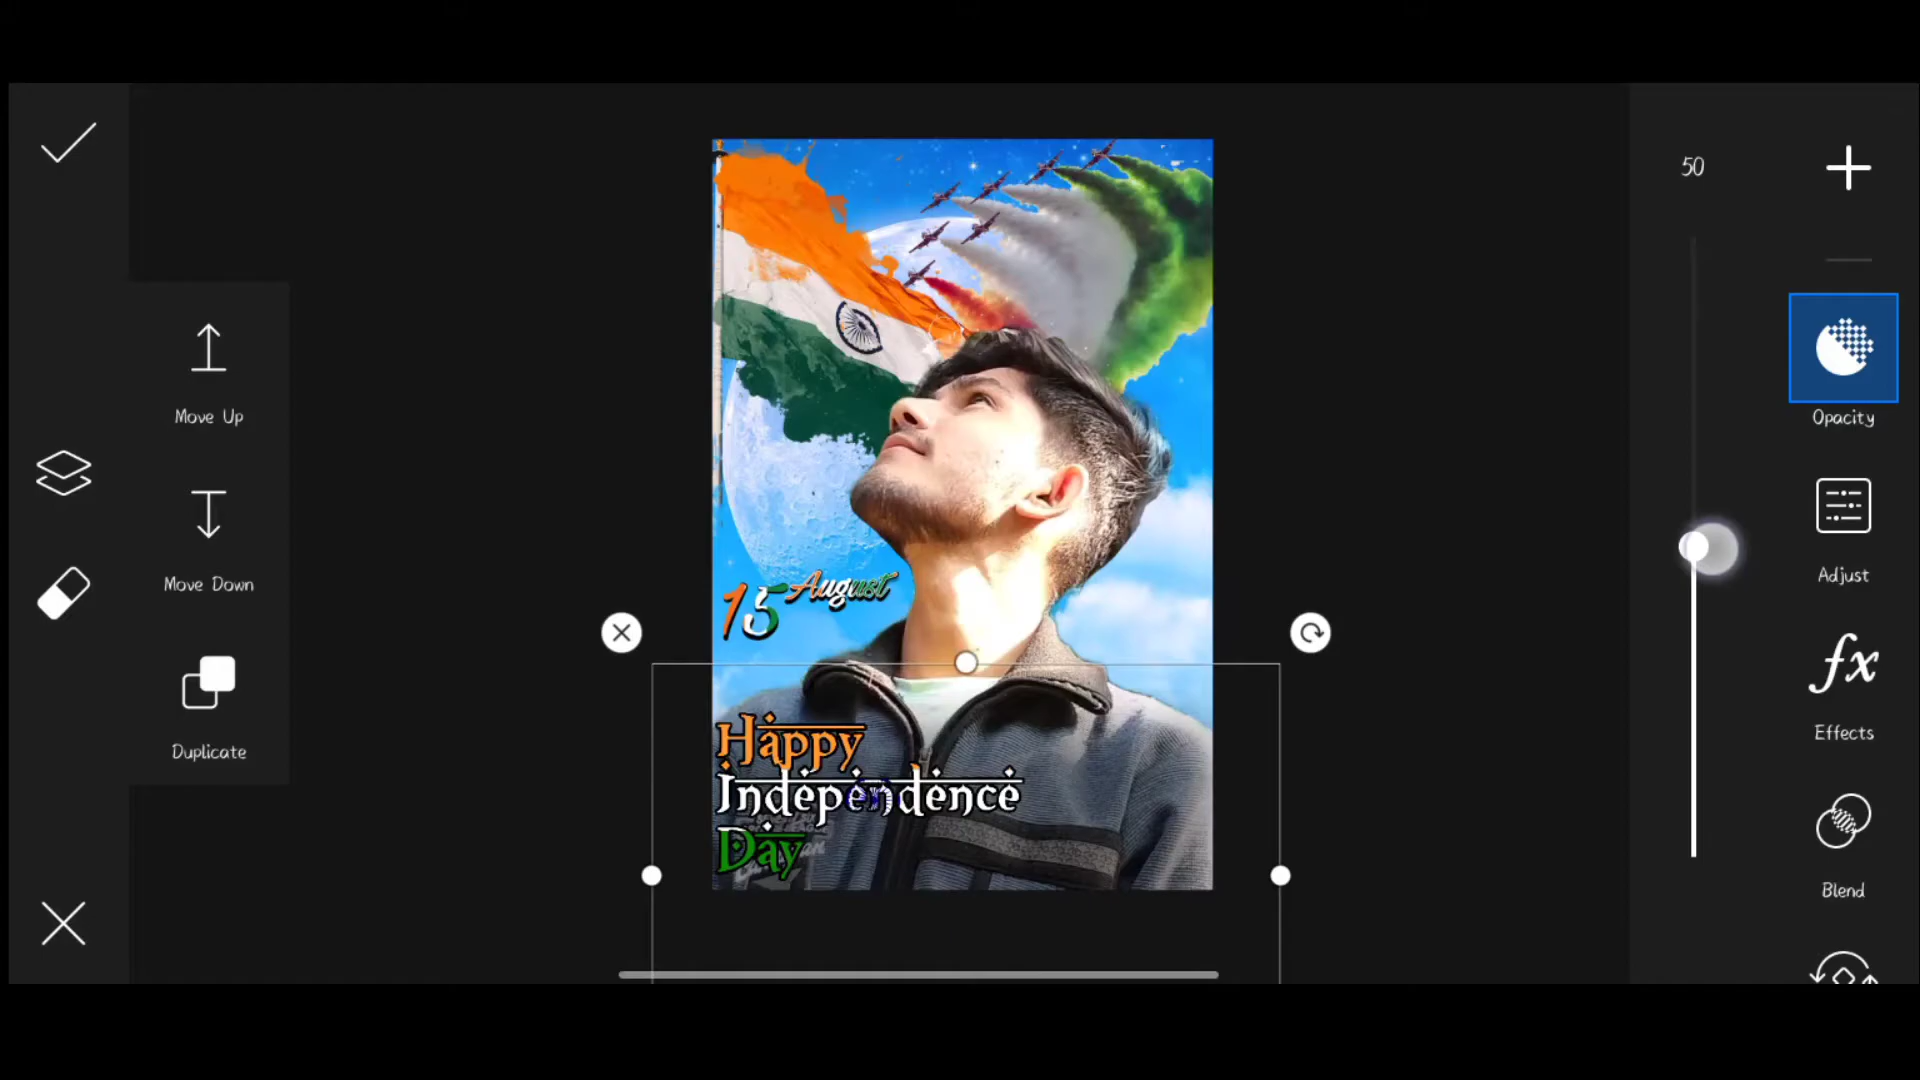 50
Move Up
Move Down
Duplicate
Opacity
Adjust
fx
Effects
Blend
15 August
Happy
Independence
Day